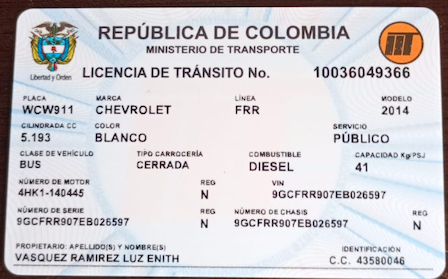 REPÚBLICA DE COLOMBIA
MINISTERIO DE TRANSPORTE
Libertad y Orden
LICENCIA DE TRÁNSITO No. 10036049366
PLACA MARCA LÍNEA MODELO
WCW911 CHEVROLET FRR 2014
CILINDRADA CC COLOR SERVICIO
5.193 BLANCO PÚBLICO
CLASE DE VEHÍCULO TIPO CARROCERÍA COMBUSTIBLE CAPACIDAD Kg/PSJ
BUS CERRADA DIESEL 41
NÚMERO DE MOTOR REG VIN
4HK1-140445 N 9GCFRR907EB026597
NÚMERO DE SERIE REG NÚMERO DE CHASIS REG
9GCFRR907EB026597 N 9GCFRR907EB026597 N
PROPIETARIO: APELLIDO(S) Y NOMBRE(S) IDENTIFICACIÓN
VASQUEZ RAMIREZ LUZ ENITH C.C. 43580046